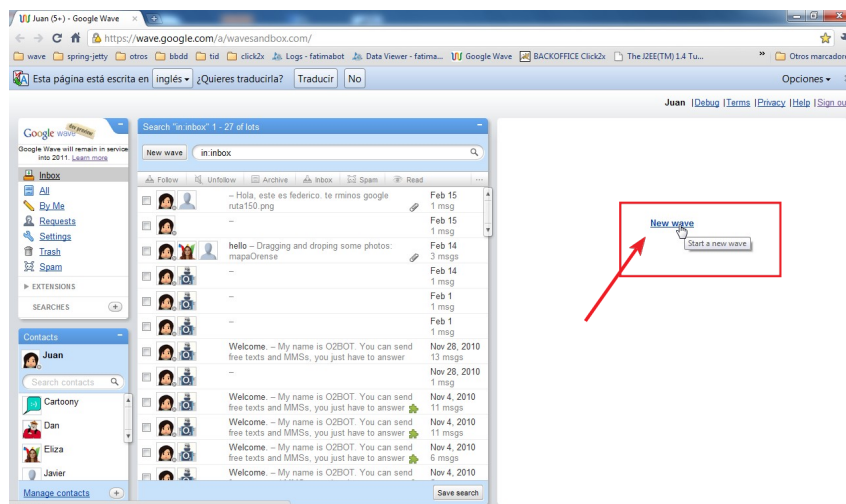 Juan (5+) - Google Wave
https://wave.google.com/a/wavesandbox.com/
wave spring-jetty otros bbdd tid click2x Logs - fatimabot Data Viewer - fatima... Google Wave BACKOFFICE Click2x The J2EE(TM) 1.4 Tu... » Otros marcadore
Esta página está escrita en inglés ¿Quieres traducirla? Traducir No Opciones
Juan | Debug | Terms | Privacy | Help | Sign ou
Google wave
Google Wave will remain in service
into 2011. Learn more
Inbox
All
By Me
Requests
Settings
Trash
Spam
EXTENSIONS
SEARCHES
Contacts
Juan
Search contacts
Cartoony
Dan
Eliza
Javier
Manage contacts
Search "in:inbox" 1 - 27 of lots
New wave in:inbox
Follow Unfollow Archive Inbox Spam Read ...
– Hola, este es federico. te rminos google Feb 15
ruta150.png 1 msg
– Feb 15
1 msg
hello – Dragging and droping some photos: Feb 14
mapaOrense 3 msgs
– Feb 14
1 msg
– Feb 1
1 msg
– Feb 1
1 msg
Welcome. – My name is O2BOT. You can send Nov 28, 2010
free texts and MMSs, you just have to answer 13 msgs
– Nov 28, 2010
1 msg
Welcome. – My name is O2BOT. You can send Nov 4, 2010
free texts and MMSs, you just have to answer 11 msgs
Welcome. – My name is O2BOT. You can send Nov 4, 2010
free texts and MMSs, you just have to answer 11 msgs
Welcome. – My name is O2BOT. You can send Nov 4, 2010
free texts and MMSs, you just have to answer 6 msgs
Welcome. – My name is O2BOT. You can send Nov 4, 2010
Save search
New wave
Start a new wave